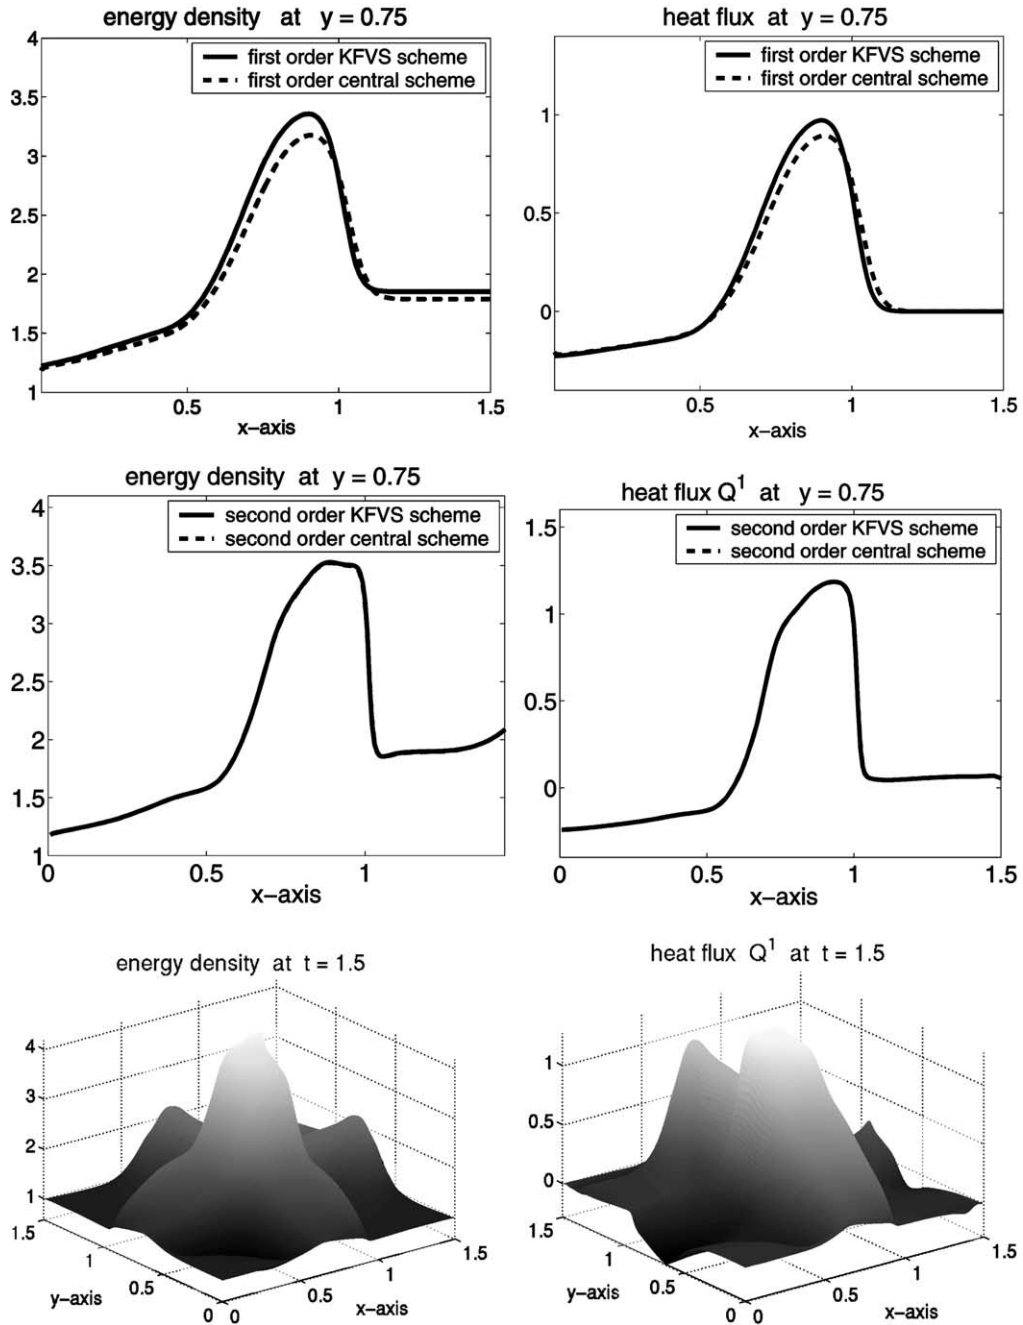 energy density at y = 0.75
4
3.5
3
2.5
2
1.5
1
first order KFVS scheme
first order central scheme
0.5 1 1.5
x-axis
heat flux at y = 0.75
1
0.5
0
first order KFVS scheme
first order central scheme
0.5 1 1.5
x-axis
energy density at y = 0.75
4
3.5
3
2.5
2
1.5
1
second order KFVS scheme
second order central scheme
0 0.5 1
x-axis
heat flux Q¹ at y = 0.75
1.5
1
0.5
0
second order KFVS scheme
second order central scheme
0 0.5 1 1.5
x-axis
energy density at t = 1.5
4
3
2
1
1.5
1
0.5
0
y-axis
0
0.5
1
1.5
x-axis
heat flux Q¹ at t = 1.5
1
0.5
0
1.5
1
0.5
0
y-axis
0
0.5
1
1.5
x-axis